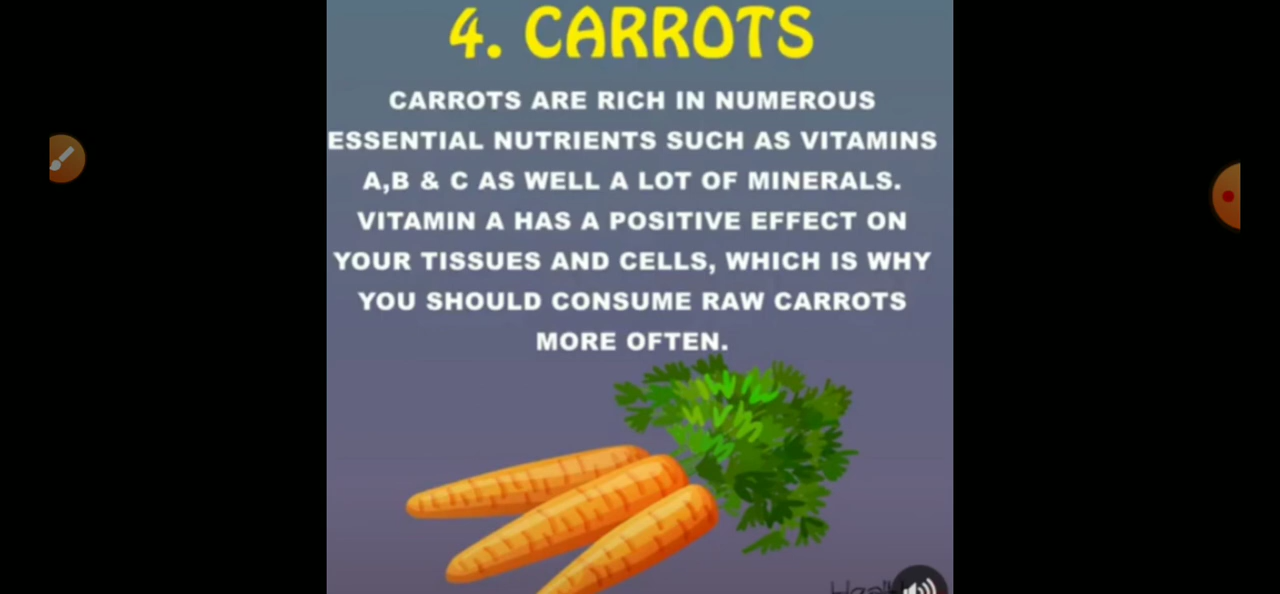 4. CARROTS
CARROTS ARE RICH IN NUMEROUS
ESSENTIAL NUTRIENTS SUCH AS VITAMINS
A,B & C AS WELL A LOT OF MINERALS.
VITAMIN A HAS A POSITIVE EFFECT ON
YOUR TISSUES AND CELLS, WHICH IS WHY
YOU SHOULD CONSUME RAW CARROTS
MORE OFTEN.